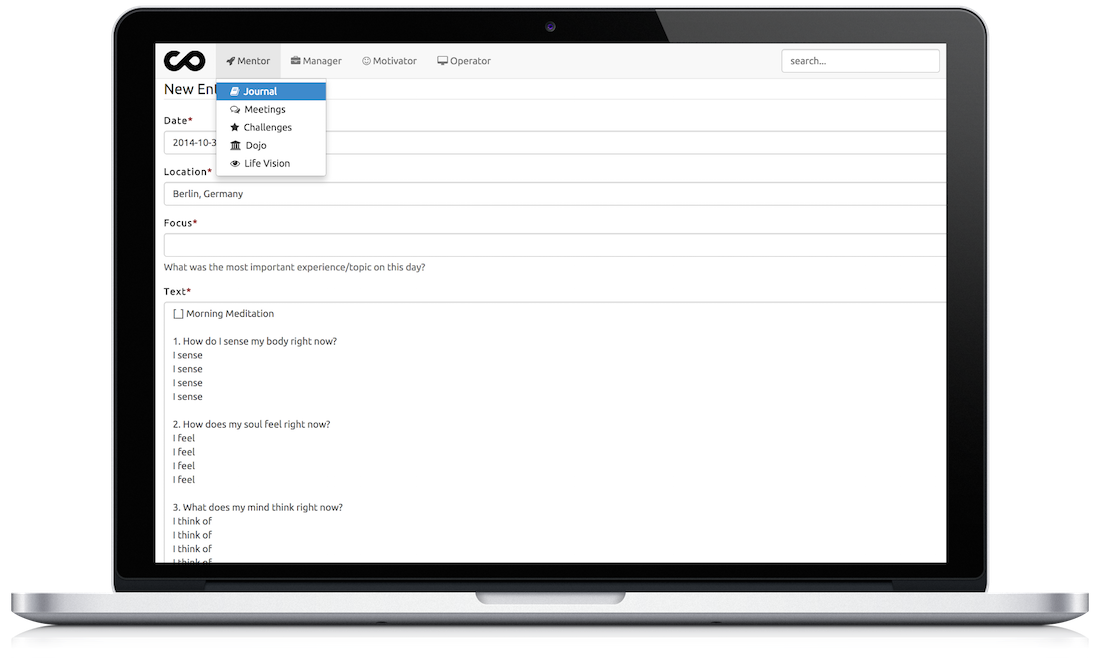 Mentor Manager Motivator Operator search...
New Ent
Journal
Meetings
Challenges
Dojo
Life Vision
Date*
2014-10-3
Location*
Berlin, Germany
Focus*
What was the most important experience/topic on this day?
Text*
[_] Morning Meditation
1. How do I sense my body right now?
I sense
I sense
I sense
I sense
2. How does my soul feel right now?
I feel
I feel
I feel
I feel
3. What does my mind think right now?
I think of
I think of
I think of
I think of